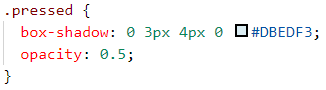 .pressed {
  box-shadow: 0 3px 4px 0 #DBEDF3;
  opacity: 0.5;
}